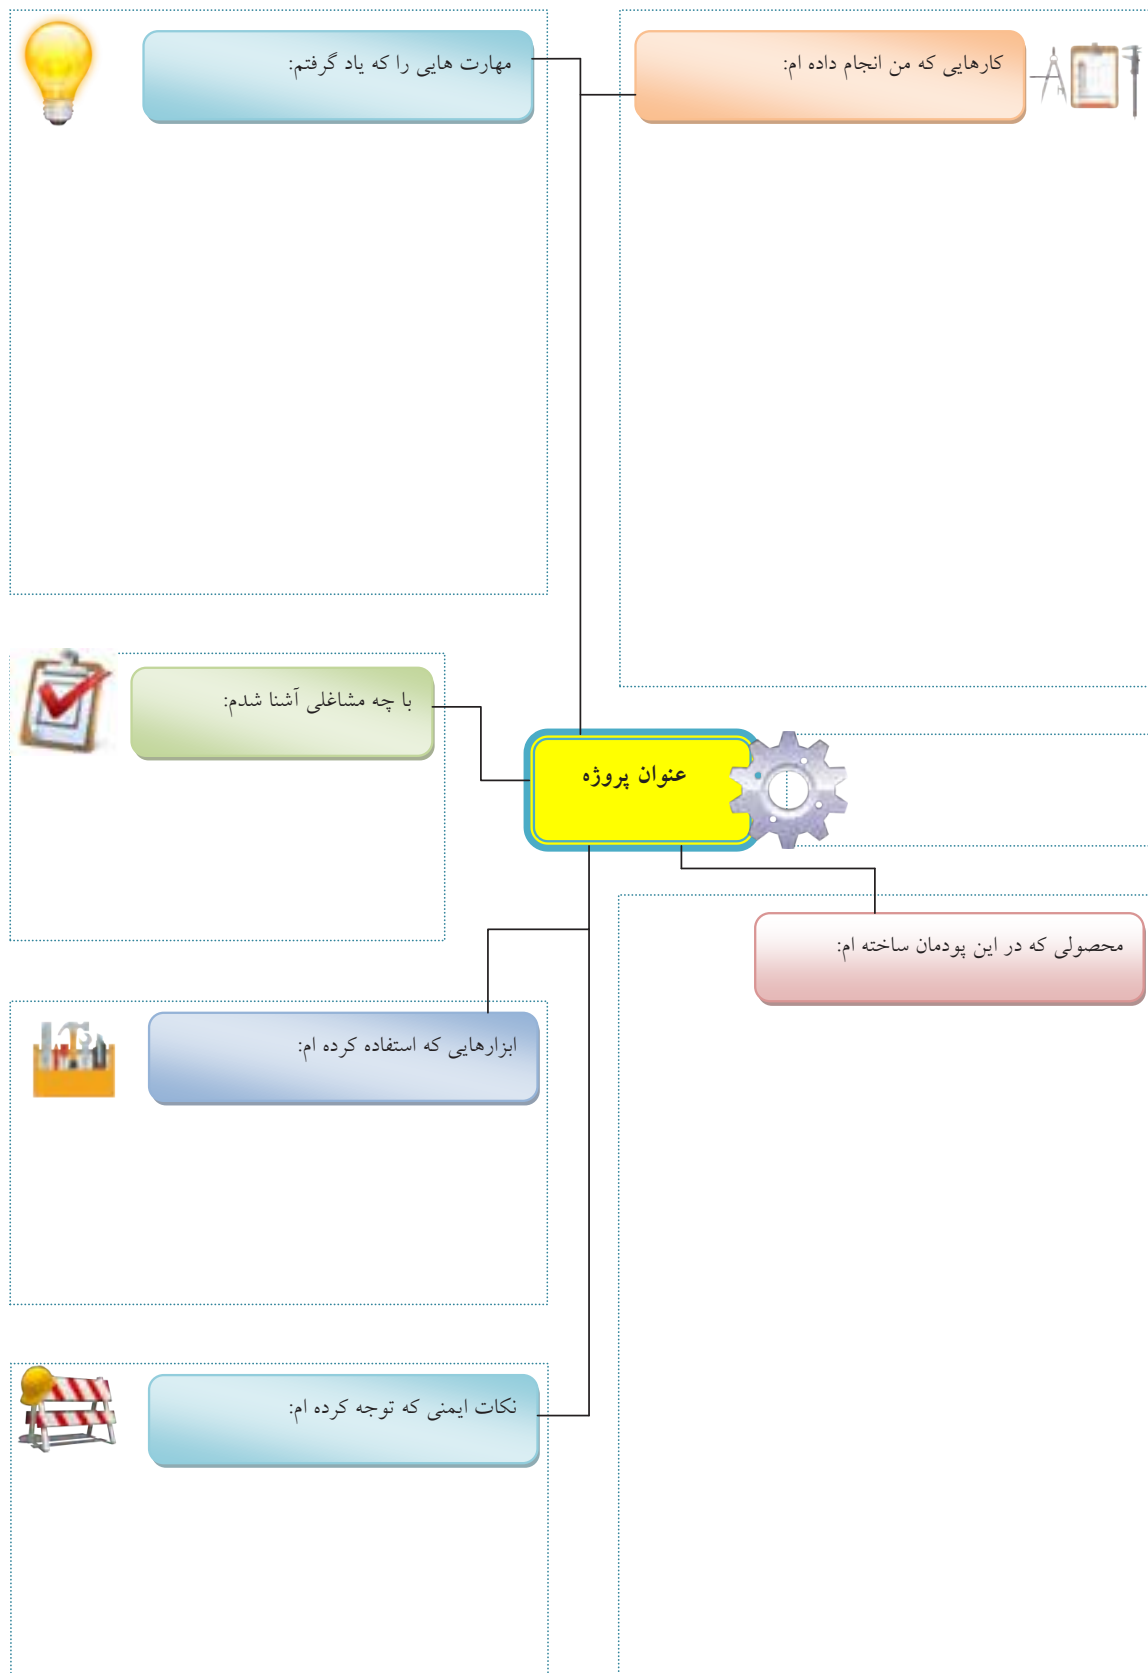 کارهایی که من انجام داده ام:
مهارت هایی را که یاد گرفتم:
با چه مشاغلی آشنا شدم:
عنوان پروژه
محصولی که در این پودمان ساخته ام:
ابزارهایی که استفاده کرده ام:
نکات ایمنی که توجه کرده ام: